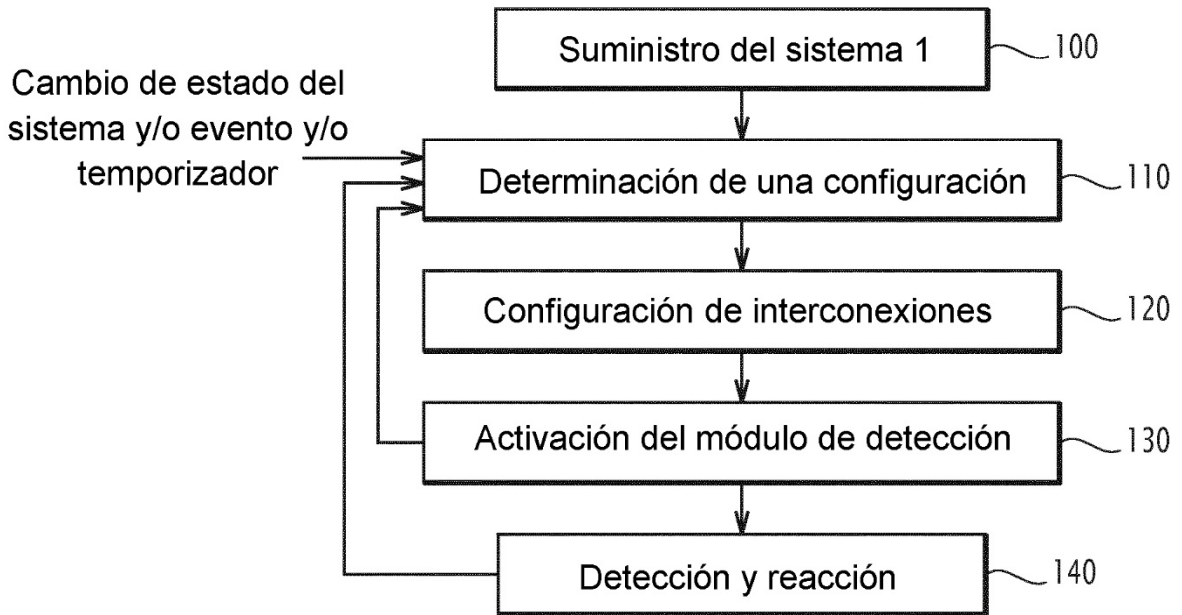 Suministro del sistema 1
100
Cambio de estado del
sistema y/o evento y/o
temporizador
Determinación de una configuración
110
Configuración de interconexiones
120
Activación del módulo de detección
130
Detección y reacción
140